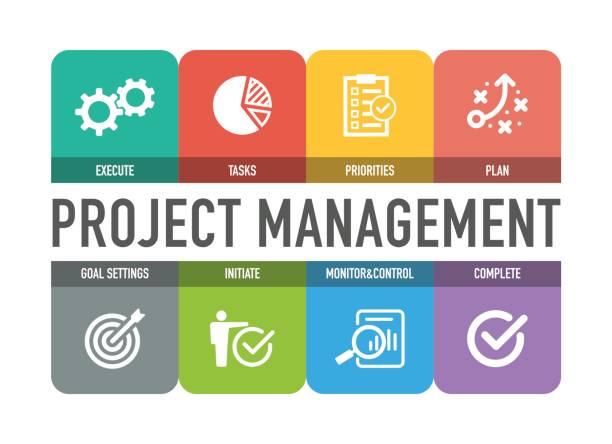 EXECUTE TASKS PRIORITIES PLAN
PROJECT MANAGEMENT
GOAL SETTINGS INITIATE MONITOR&CONTROL COMPLETE